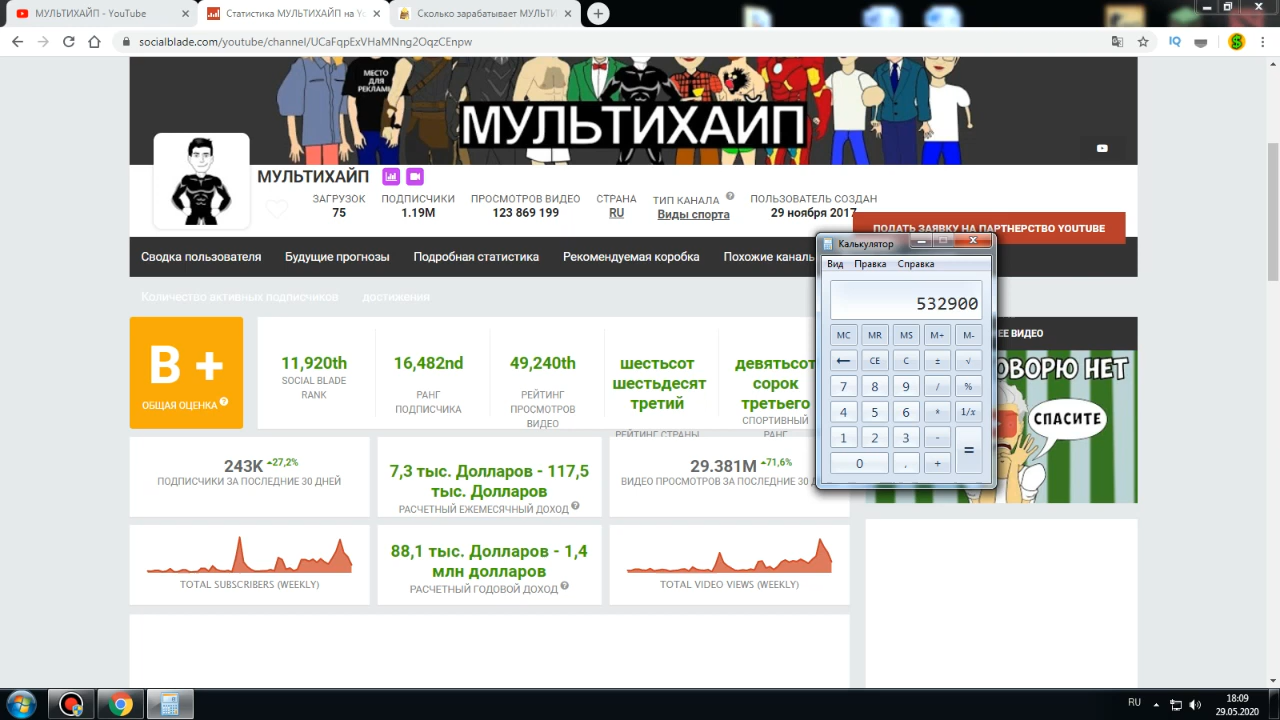 МУЛЬТИХАЙП - YouTube
Статистика МУЛЬТИХАЙП на Yo
Сколько зарабатывает МУЛЬТИ
socialblade.com/youtube/channel/UCaFqpExVHaMNng2OqzCEnpw
IQ
МЕСТО
ДЛЯ
РЕКЛАМЫ
МУЛЬТИХАЙП
МУЛЬТИХАЙП
ЗАГРУЗОК
75
ПОДПИСЧИКИ
1.19M
ПРОСМОТРОВ ВИДЕО
123 869 199
СТРАНА
RU
ТИП КАНАЛА
Виды спорта
ПОЛЬЗОВАТЕЛЬ СОЗДАН
29 ноября 2017
ПОДАТЬ ЗАЯВКУ НА ПАРТНЕРСТВО YOUTUBE
Сводка пользователя
Будущие прогнозы
Подробная статистика
Рекомендуемая коробка
Похожие каналь
Количество активных подписчиков
достижения
B +
ОБЩАЯ ОЦЕНКА
11,920th
SOCIAL BLADE
RANK
16,482nd
РАНГ
ПОДПИСЧИКА
49,240th
РЕЙТИНГ
ПРОСМОТРОВ
ВИДЕО
шестьсот
шестьдесят
третий
РЕЙТИНГ СТРАНЫ
девятьсот
сорок
третьего
СПОРТИВНЫЙ
РАНГ
243K 27,2%
ПОДПИСЧИКИ ЗА ПОСЛЕДНИЕ 30 ДНЕЙ
7,3 тыс. Долларов - 117,5
тыс. Долларов
РАСЧЕТНЫЙ ЕЖЕМЕСЯЧНЫЙ ДОХОД
29.381M 71,6%
ВИДЕО ПРОСМОТРОВ ЗА ПОСЛЕДНИЕ 30
TOTAL SUBSCRIBERS (WEEKLY)
88,1 тыс. Долларов - 1,4
млн долларов
РАСЧЕТНЫЙ ГОДОВОЙ ДОХОД
TOTAL VIDEO VIEWS (WEEKLY)
Калькулятор
Вид Правка Справка
532900
MC MR MS M+ M-
← CE C ± √
7 8 9 / %
4 5 6 * 1/x
1 2 3 - =
0 , +
ЕЕ ВИДЕО
ОВОРЮ НЕТ
СПАСИТЕ
RU
18:09
29.05.2020